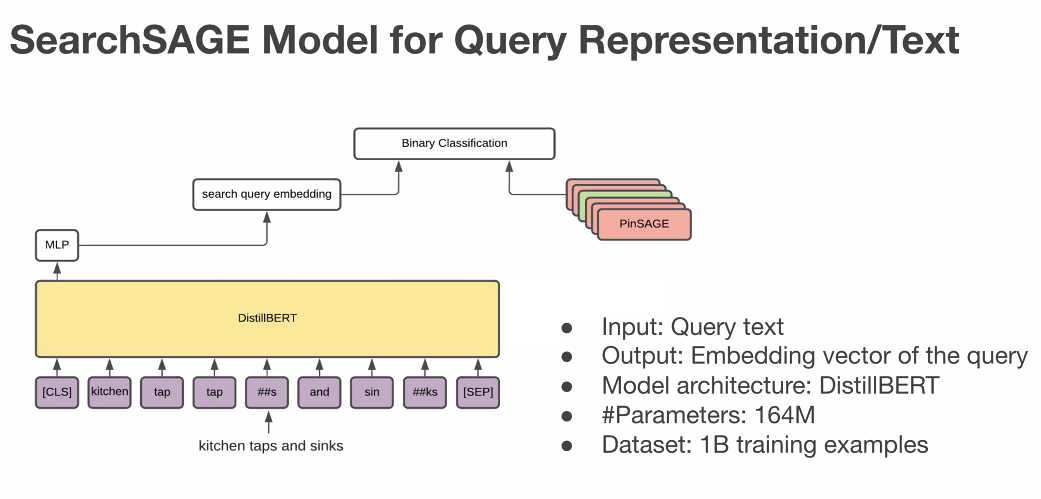 SearchSAGE Model for Query Representation/Text
Binary Classification
search query embedding
PinSAGE
MLP
DistillBERT
[CLS] kitchen tap tap ##s and sin ##ks [SEP]
kitchen taps and sinks
● Input: Query text
● Output: Embedding vector of the query
● Model architecture: DistillBERT
● #Parameters: 164M
● Dataset: 1B training examples